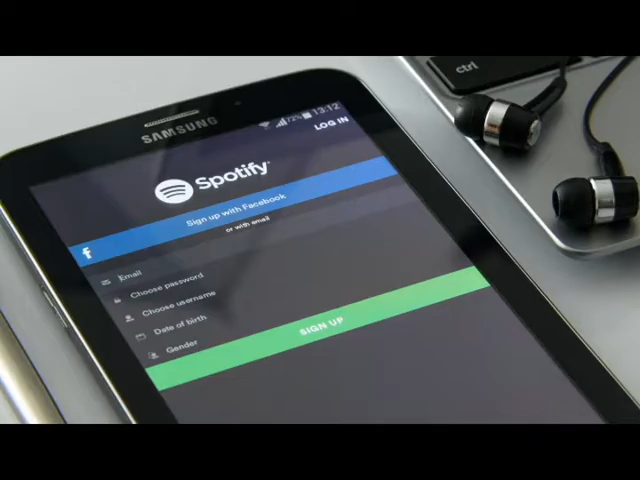 ctrl
SAMSUNG
72% 13:12
LOG IN
Spotify
f Sign up with Facebook
or with email
Email
Choose password
Choose username
Date of birth
Gender
SIGN UP